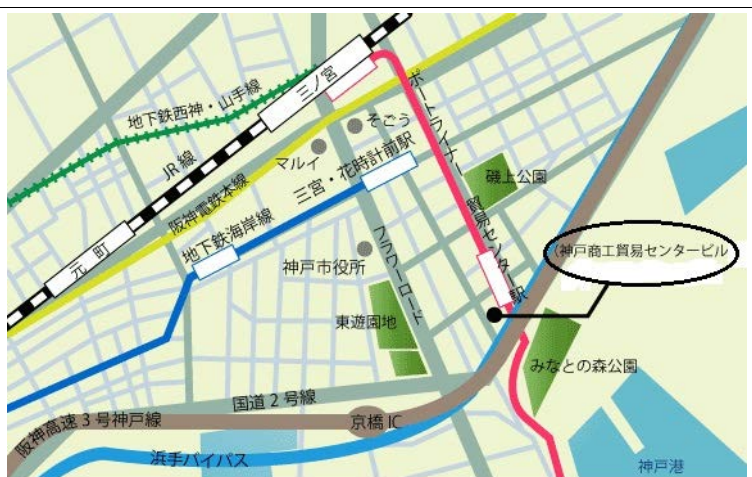 三ノ宮
地下鉄西神・山手線
そごう
ポートライナー
マルイ
JR線
三宮・花時計前駅
磯上公園
阪神電鉄本線
貿易センター駅
地下鉄海岸線
フラワーロード
元町
神戸市役所
(神戸商工貿易センタービル
東遊園地
みなとの森公園
国道2号線
阪神高速3号神戸線
京橋IC
浜手バイパス
神戸港